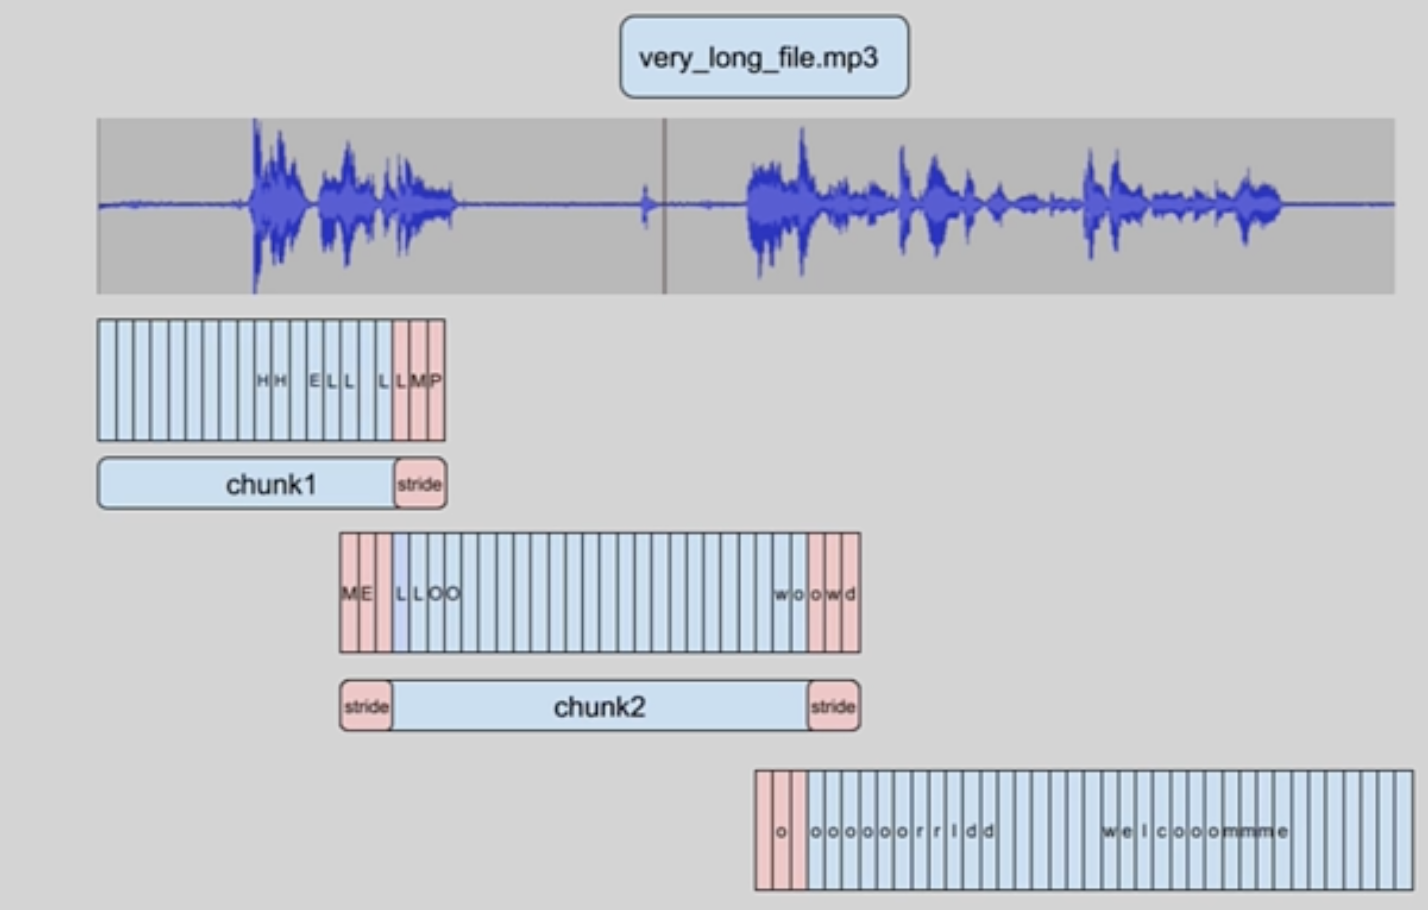 very_long_file.mp3
H H E L L L L M P
chunk1 stride
M E L L O O w o o w d
stride chunk2 stride
o o o o o o o r r l d d w e l c o o o m m m e